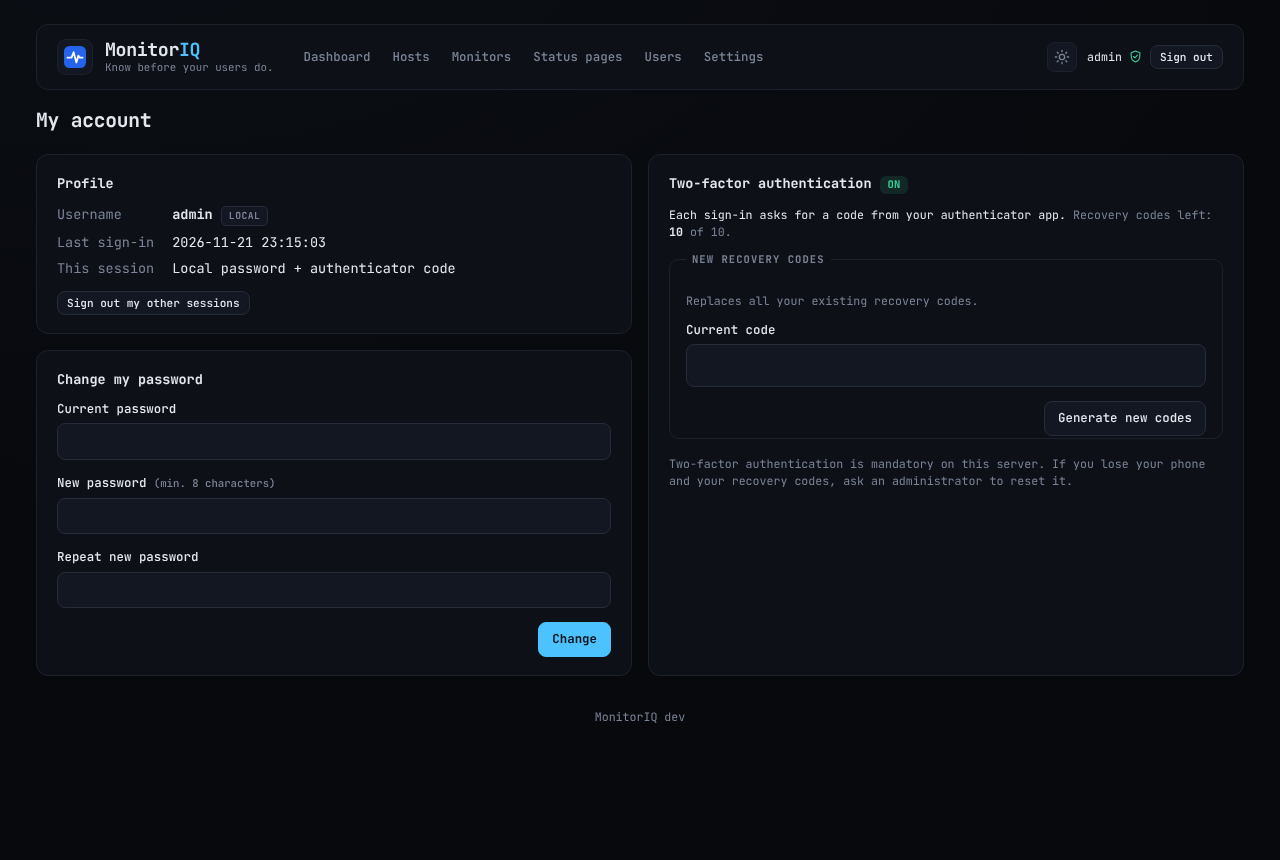 MonitorIQ
Know before your users do.
Dashboard Hosts Monitors Status pages Users Settings
admin Sign out
My account
Profile
Username admin LOCAL
Last sign-in 2026-11-21 23:15:03
This session Local password + authenticator code
Sign out my other sessions
Change my password
Current password
New password (min. 8 characters)
Repeat new password
Change
Two-factor authentication ON
Each sign-in asks for a code from your authenticator app. Recovery codes left:
10 of 10.
NEW RECOVERY CODES
Replaces all your existing recovery codes.
Current code
Generate new codes
Two-factor authentication is mandatory on this server. If you lose your phone
and your recovery codes, ask an administrator to reset it.
MonitorIQ dev